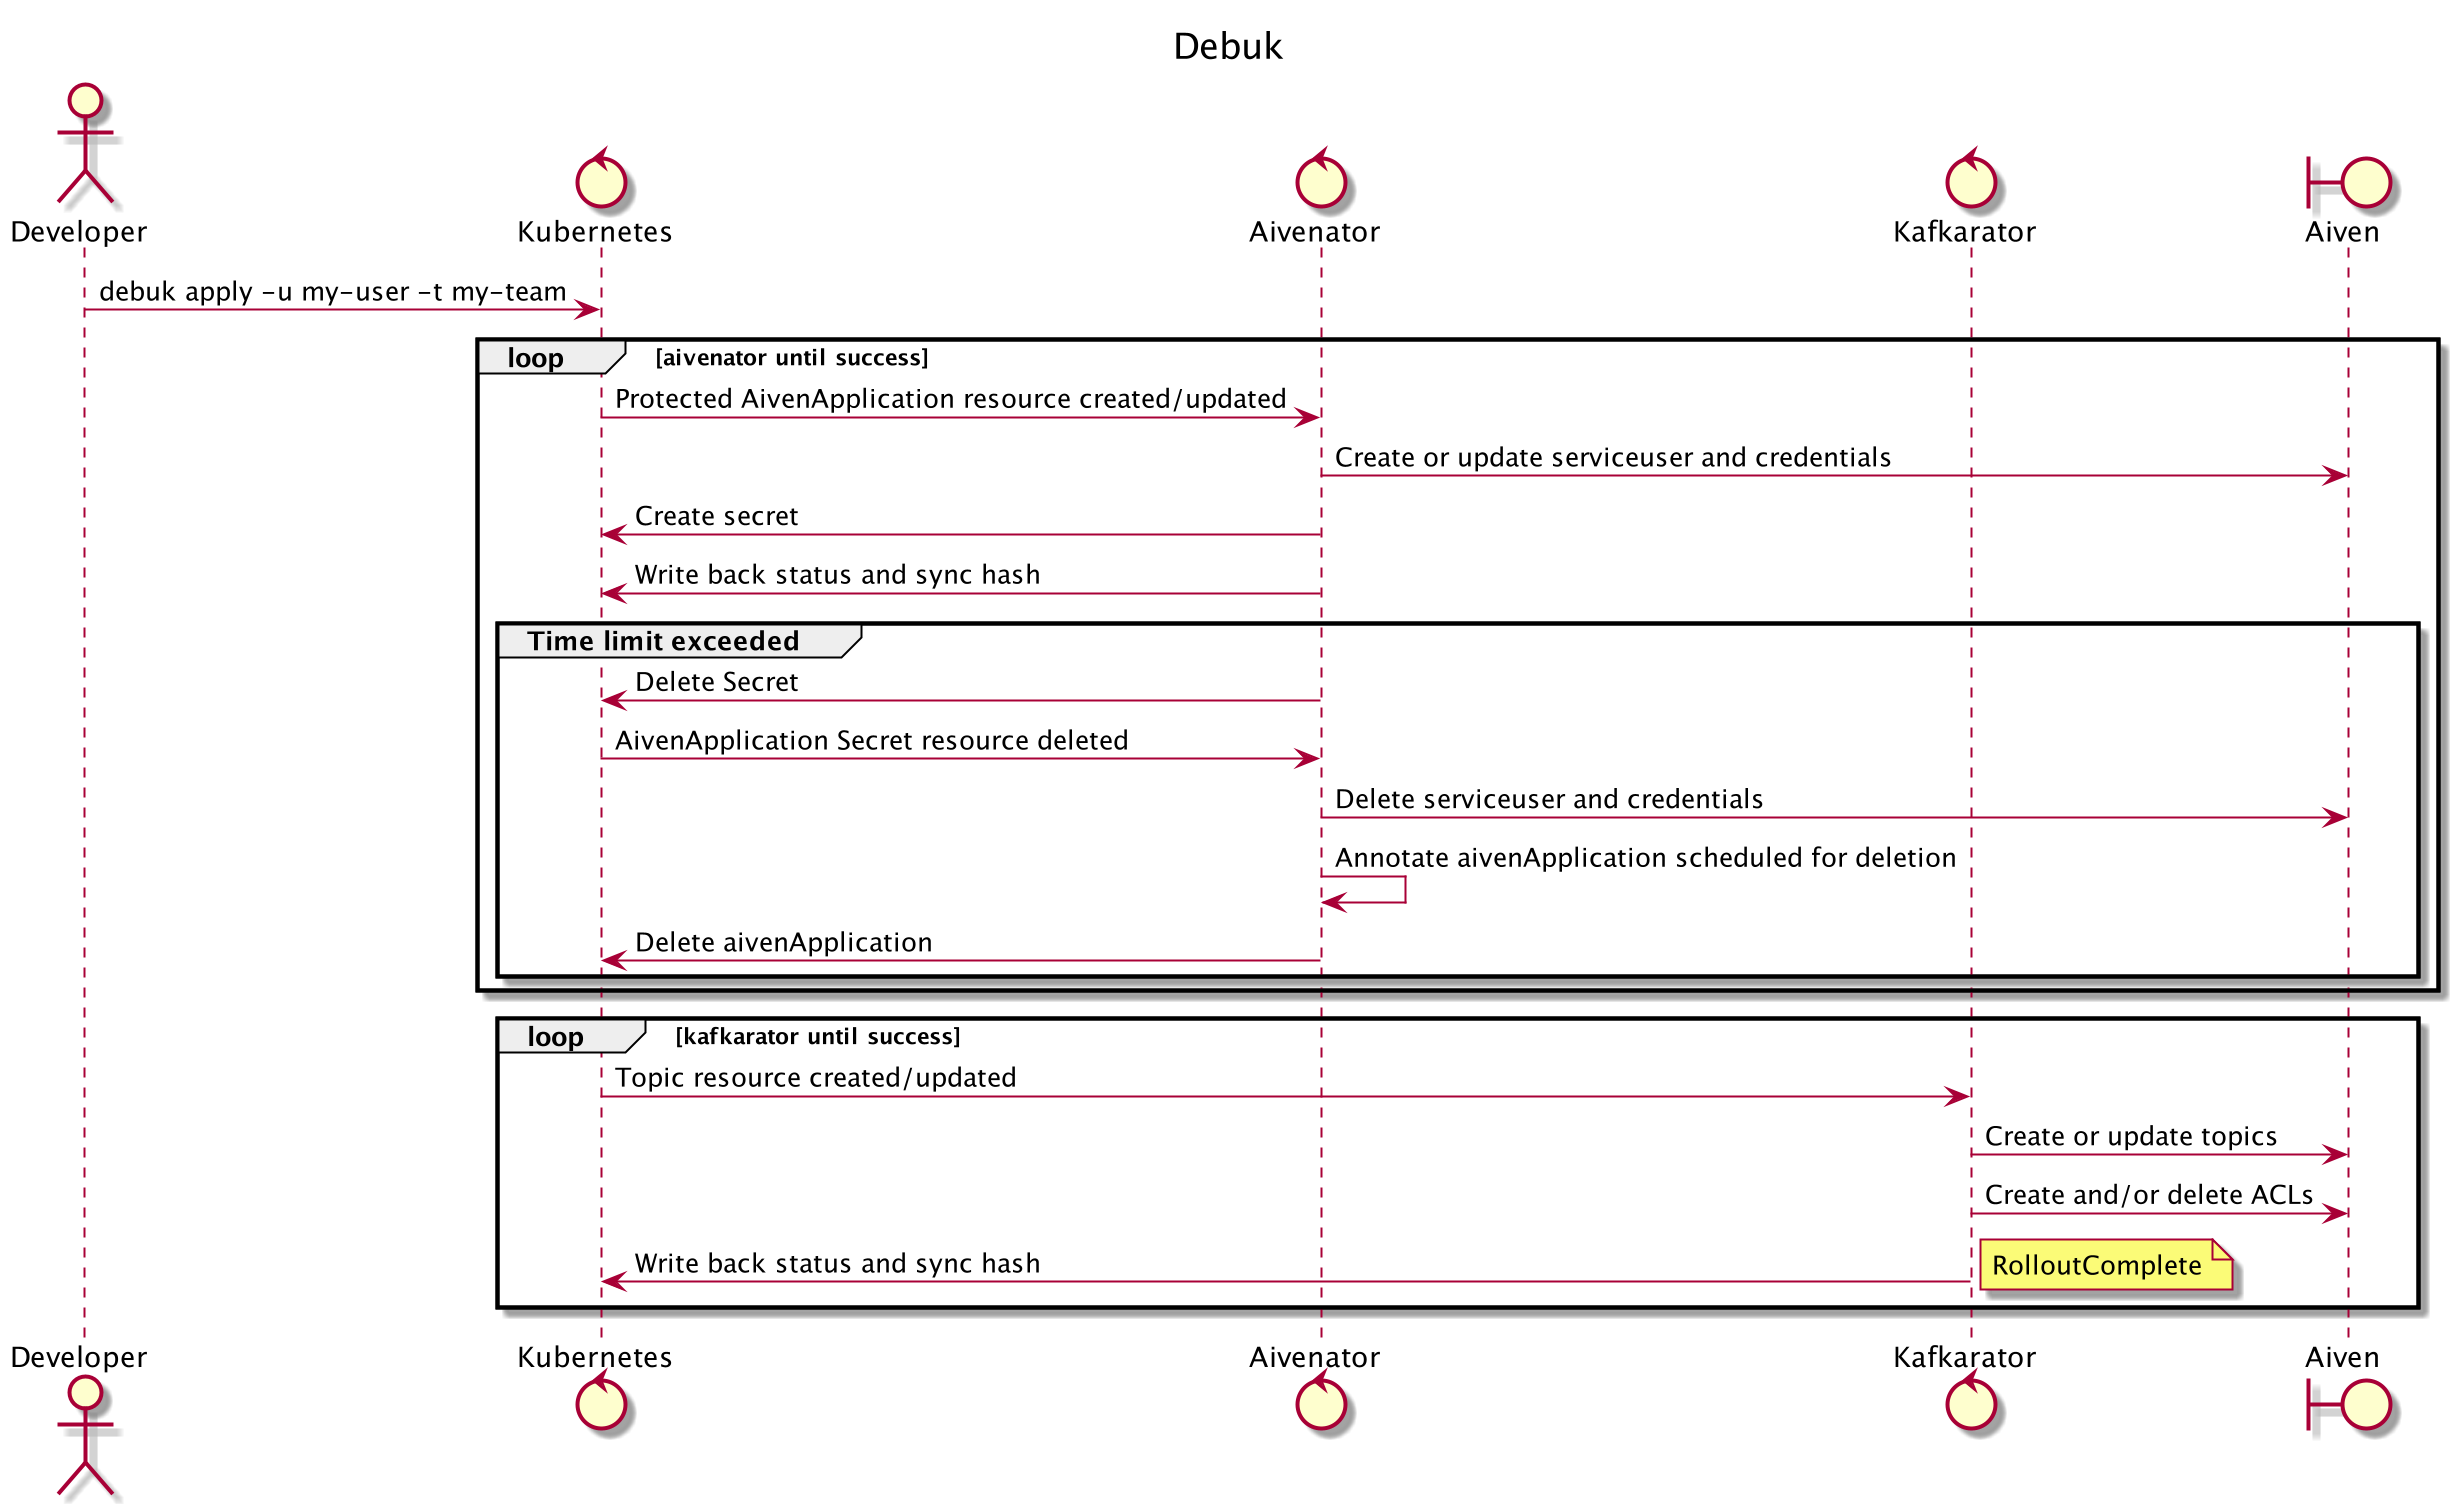 Debuk
Developer
Kubernetes
Aivenator
Kafkarator
Aiven
debuk apply -u my-user -t my-team
loop [aivenator until success]
Protected AivenApplication resource created/updated
Create or update serviceuser and credentials
Create secret
Write back status and sync hash
Time limit exceeded
Delete Secret
AivenApplication Secret resource deleted
Delete serviceuser and credentials
Annotate aivenApplication scheduled for deletion
Delete aivenApplication
loop [kafkarator until success]
Topic resource created/updated
Create or update topics
Create and/or delete ACLs
Write back status and sync hash
RolloutComplete
Developer
Kubernetes
Aivenator
Kafkarator
Aiven